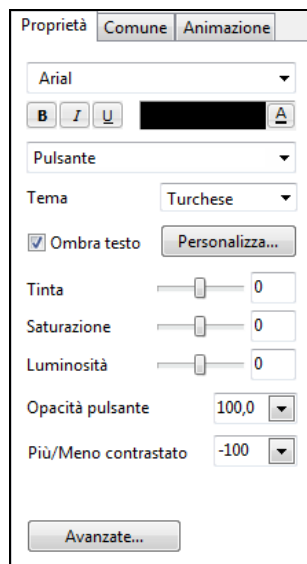 Proprietà Comune Animazione
Arial
B I U A
Pulsante
Tema Turchese
Ombra testo Personalizza...
Tinta 0
Saturazione 0
Luminosità 0
Opacità pulsante 100,0
Più/Meno contrastato -100
Avanzate...